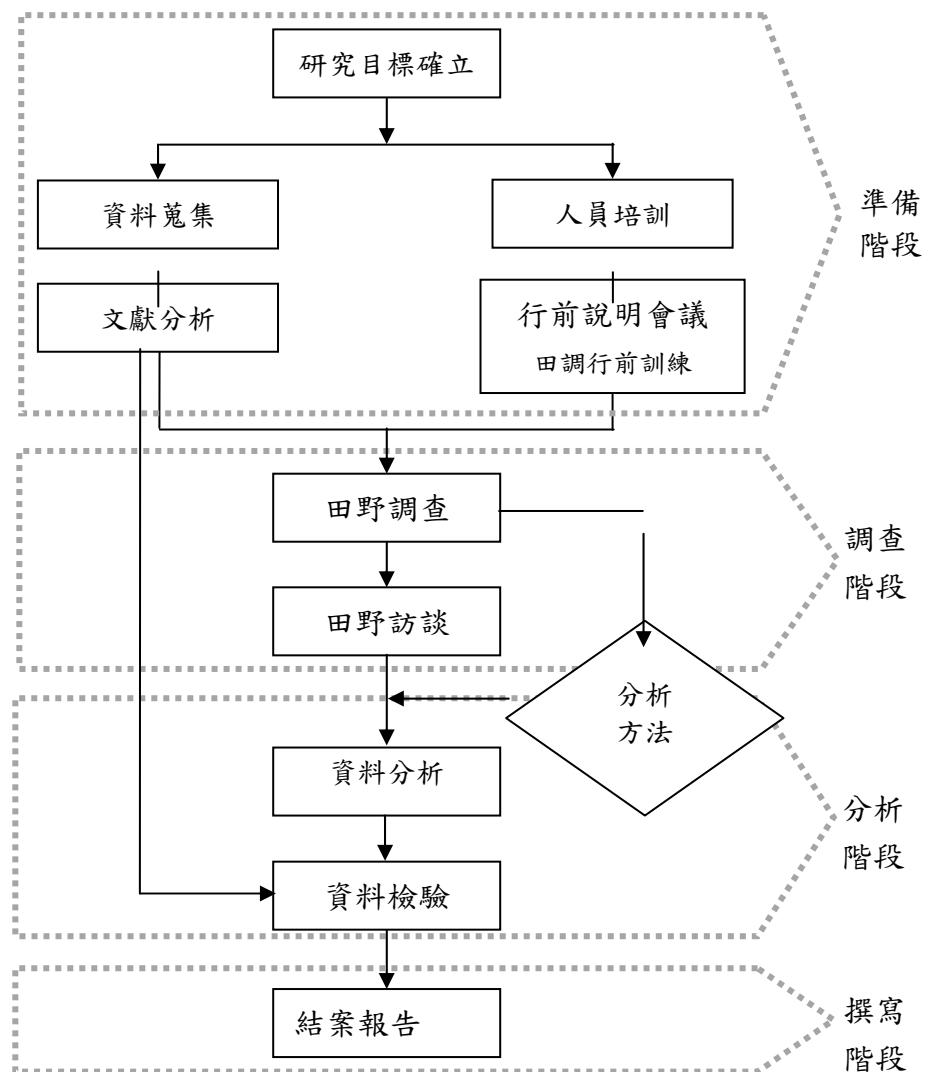 研究目標確立
資料蒐集
人員培訓
準備
階段
文獻分析
行前說明會議
田調行前訓練
田野調查
調查
階段
田野訪談
分析
方法
資料分析
分析
階段
資料檢驗
結案報告
撰寫
階段